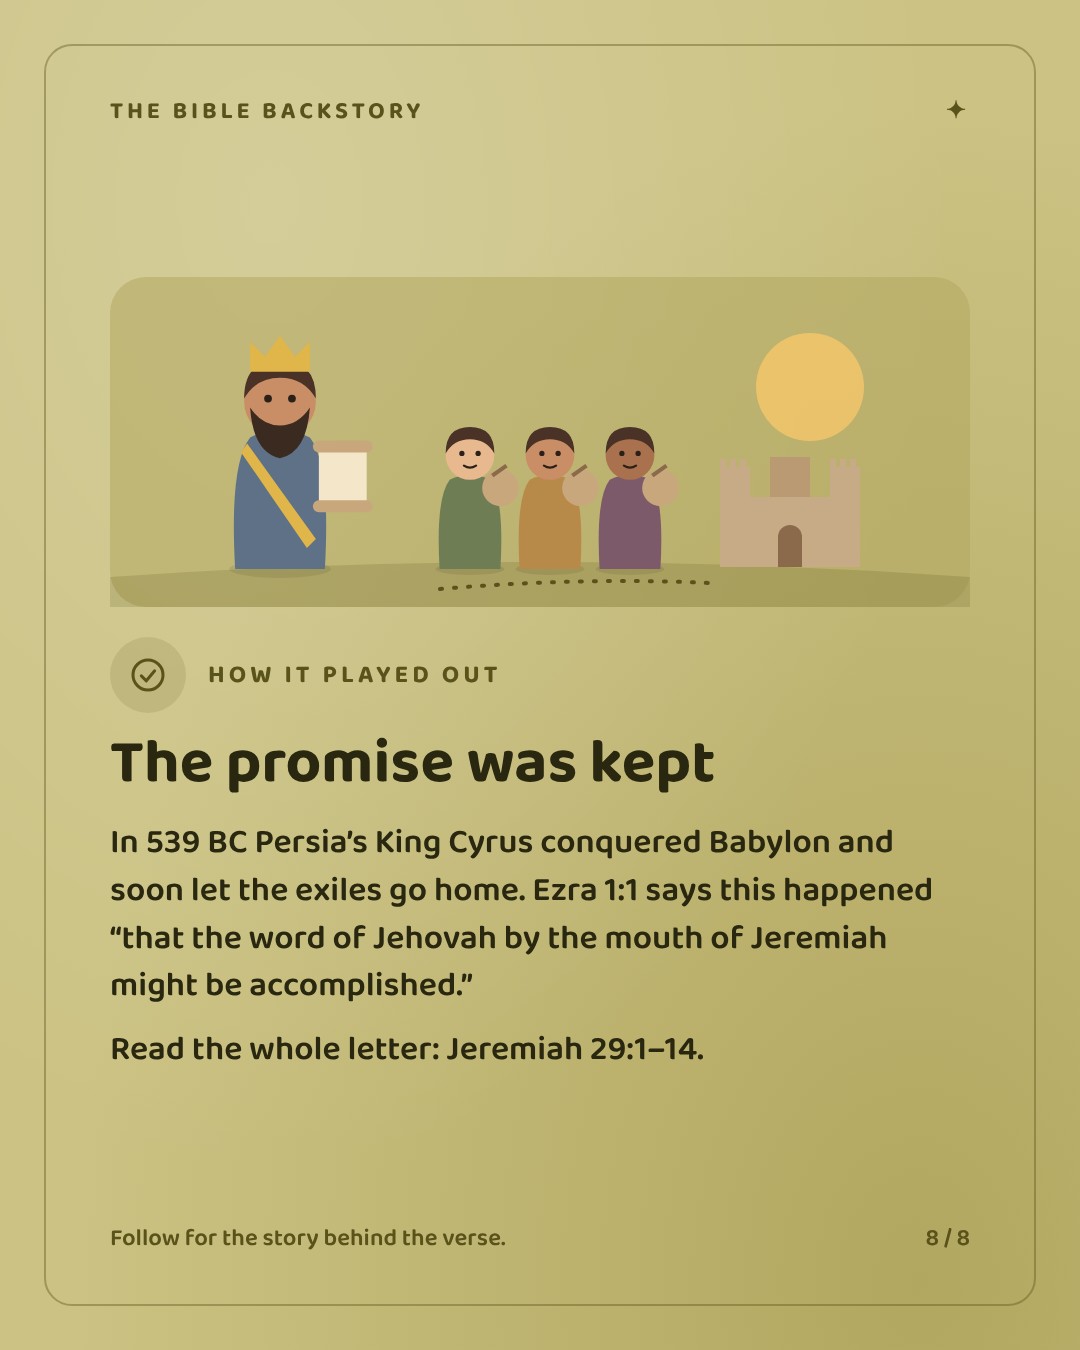 THE BIBLE BACKSTORY
HOW IT PLAYED OUT
The promise was kept
In 539 BC Persia’s King Cyrus conquered Babylon and
soon let the exiles go home. Ezra 1:1 says this happened
“that the word of Jehovah by the mouth of Jeremiah
might be accomplished.”
Read the whole letter: Jeremiah 29:1–14.
Follow for the story behind the verse.
8 / 8